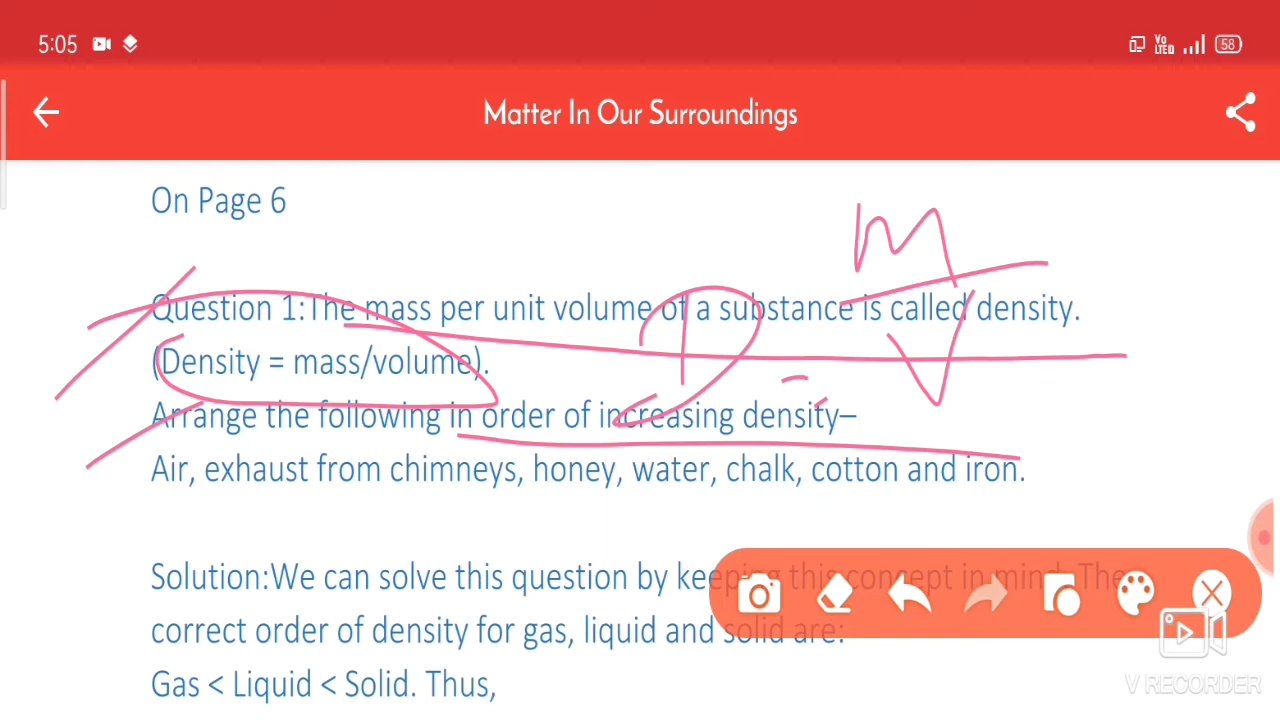 5:05 Vo LTED 58
Matter In Our Surroundings
On Page 6
M
Question 1:The mass per unit volume of a substance is called density.
D = V
(Density = mass/volume).
Arrange the following in order of increasing density–
Air, exhaust from chimneys, honey, water, chalk, cotton and iron.
Solution:We can solve this question by keeping this concept in mind. The
correct order of density for gas, liquid and solid are:
Gas < Liquid < Solid. Thus,
V RECORDER